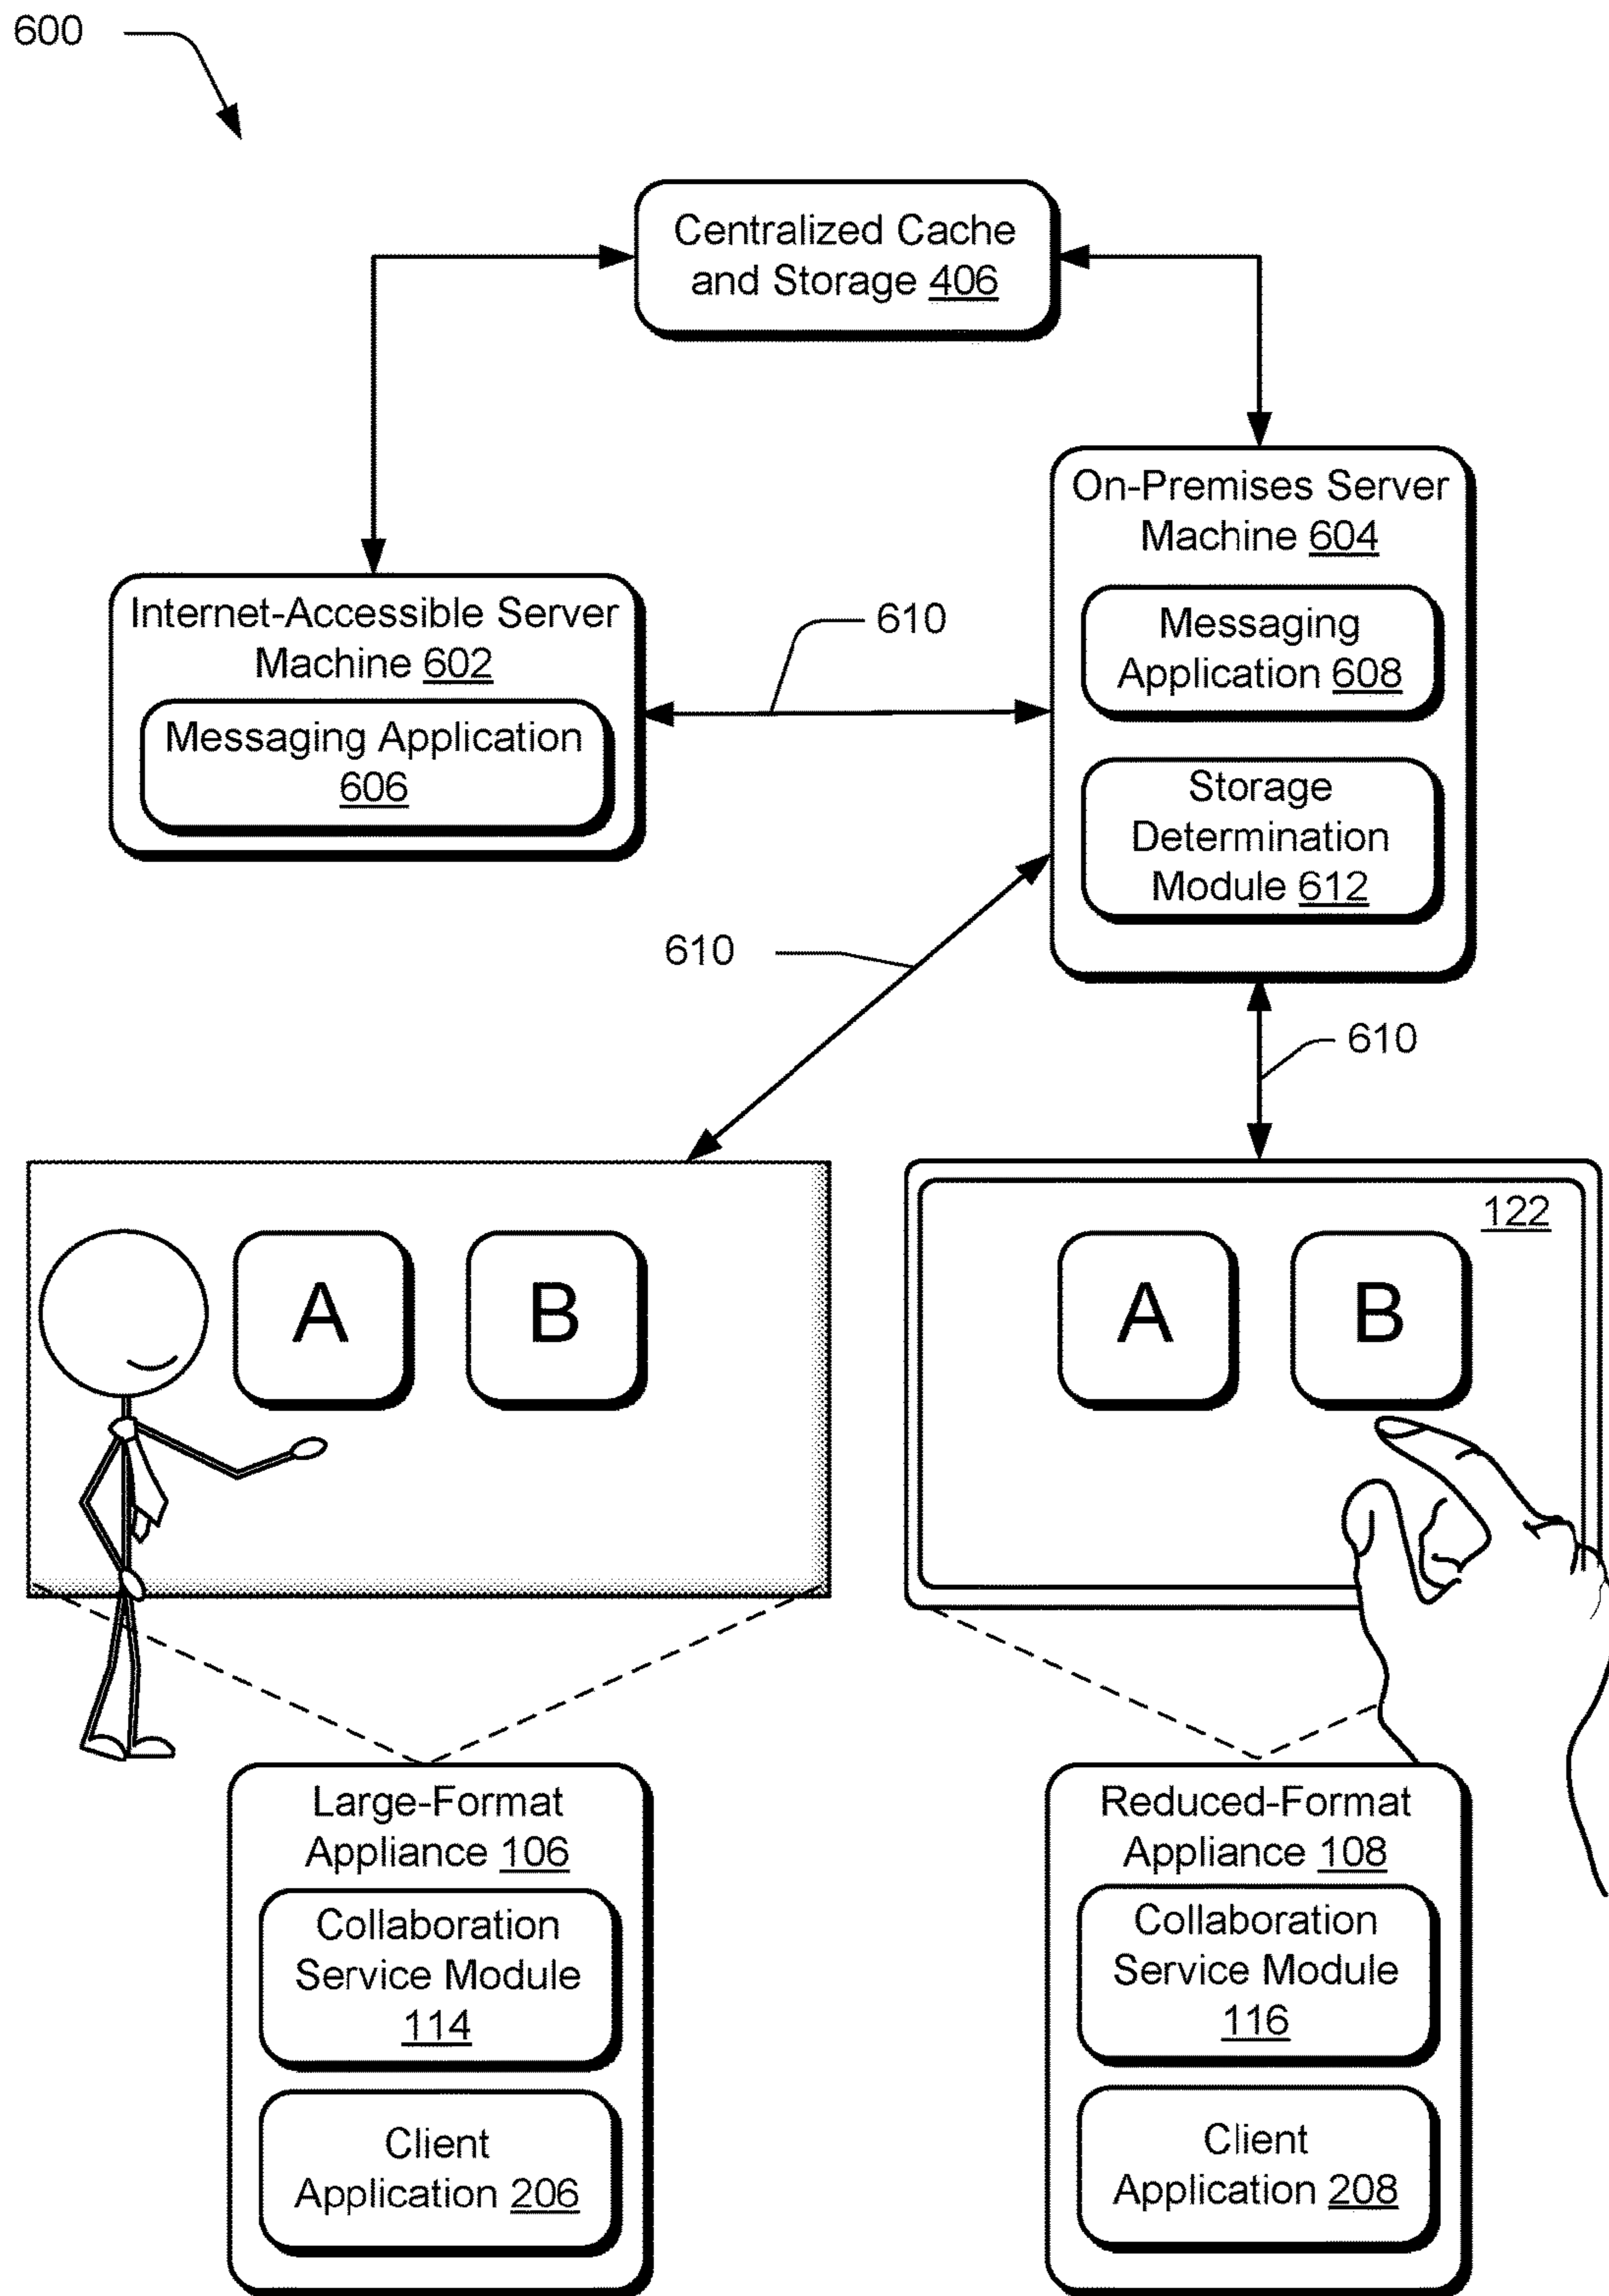 600
Centralized Cache
and Storage 406
On-Premises Server
Machine 604
Messaging
Application 608
Storage
Determination
Module 612
Internet-Accessible Server
Machine 602
Messaging Application
606
610
610
610
A
B
122
A
B
Large-Format
Appliance 106
Collaboration
Service Module
114
Client
Application 206
Reduced-Format
Appliance 108
Collaboration
Service Module
116
Client
Application 208